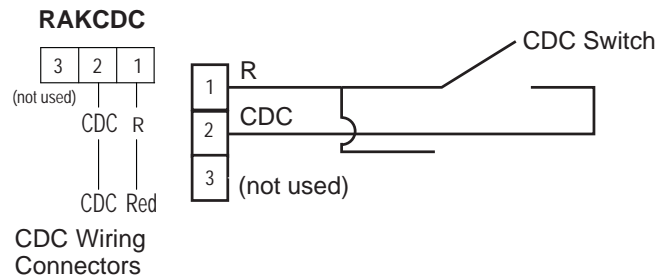 RAKCDC
3 2 1
(not used)
CDC R
CDC Red
CDC Wiring
Connectors
1 R
2 CDC
3 (not used)
CDC Switch